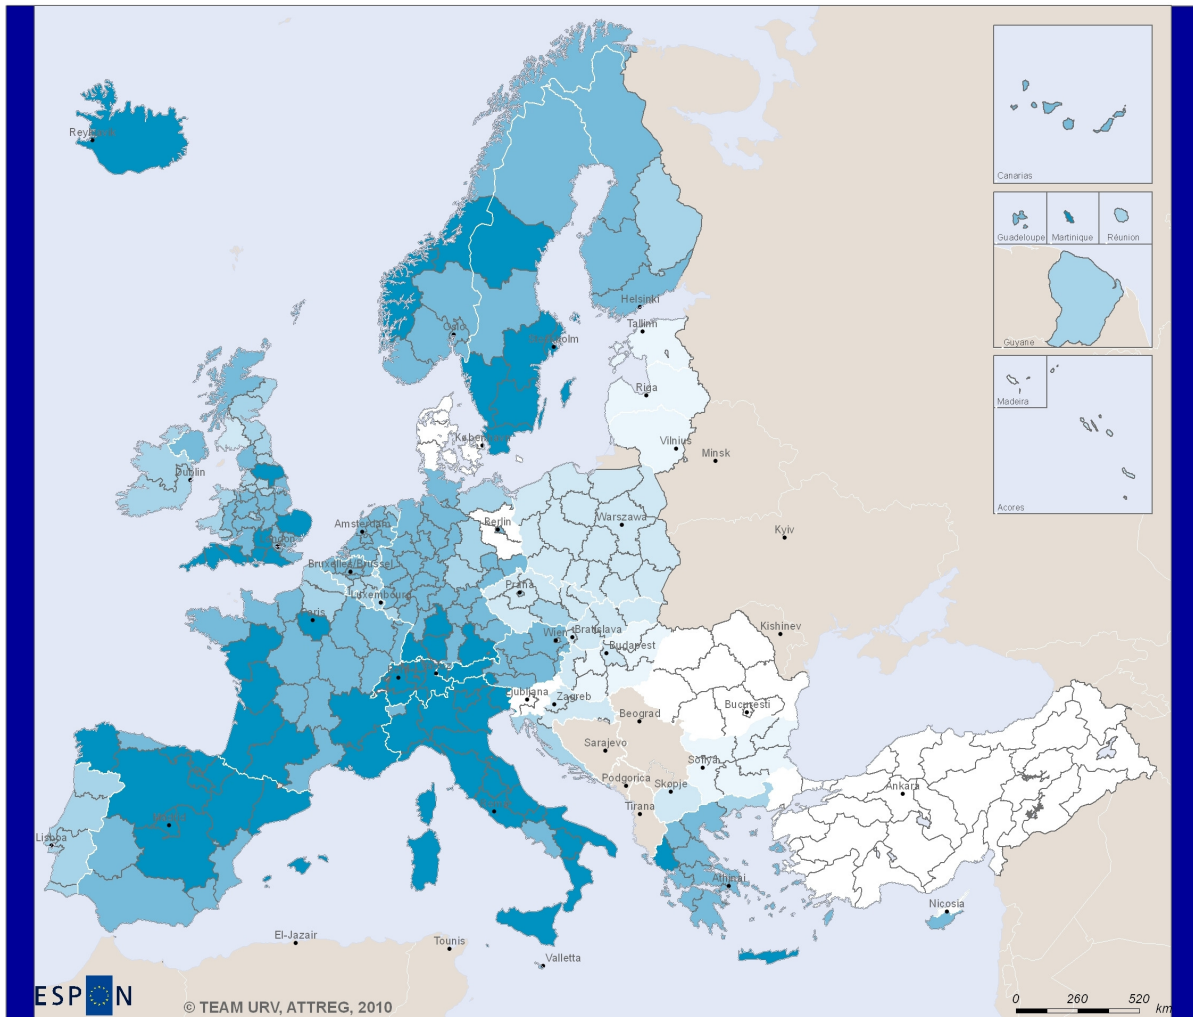 Canarias
Reykjavik
Guadeloupe
Martinique
Réunion
Helsinki
Oslo
Tallinn
Stockholm
Guyane
Riga
Madeira
København
Vilnius
Minsk
Dublin
Acores
Berlin
Warszawa
Amsterdam
Kyiv
London
Bruxelles/Brussel
Praha
Luxembourg
Paris
Wien
Bratislava
Kishinev
Budapest
Ljubljana
Zagreb
Bucuresti
Beograd
Sarajevo
Sofiya
Podgorica
Skopje
Ankara
Tirana
Madrid
Lisboa
Athinai
Nicosia
El-Jazair
Tounis
Valletta
ESPON
© TEAM URV, ATTREG, 2010
0 260 520
km